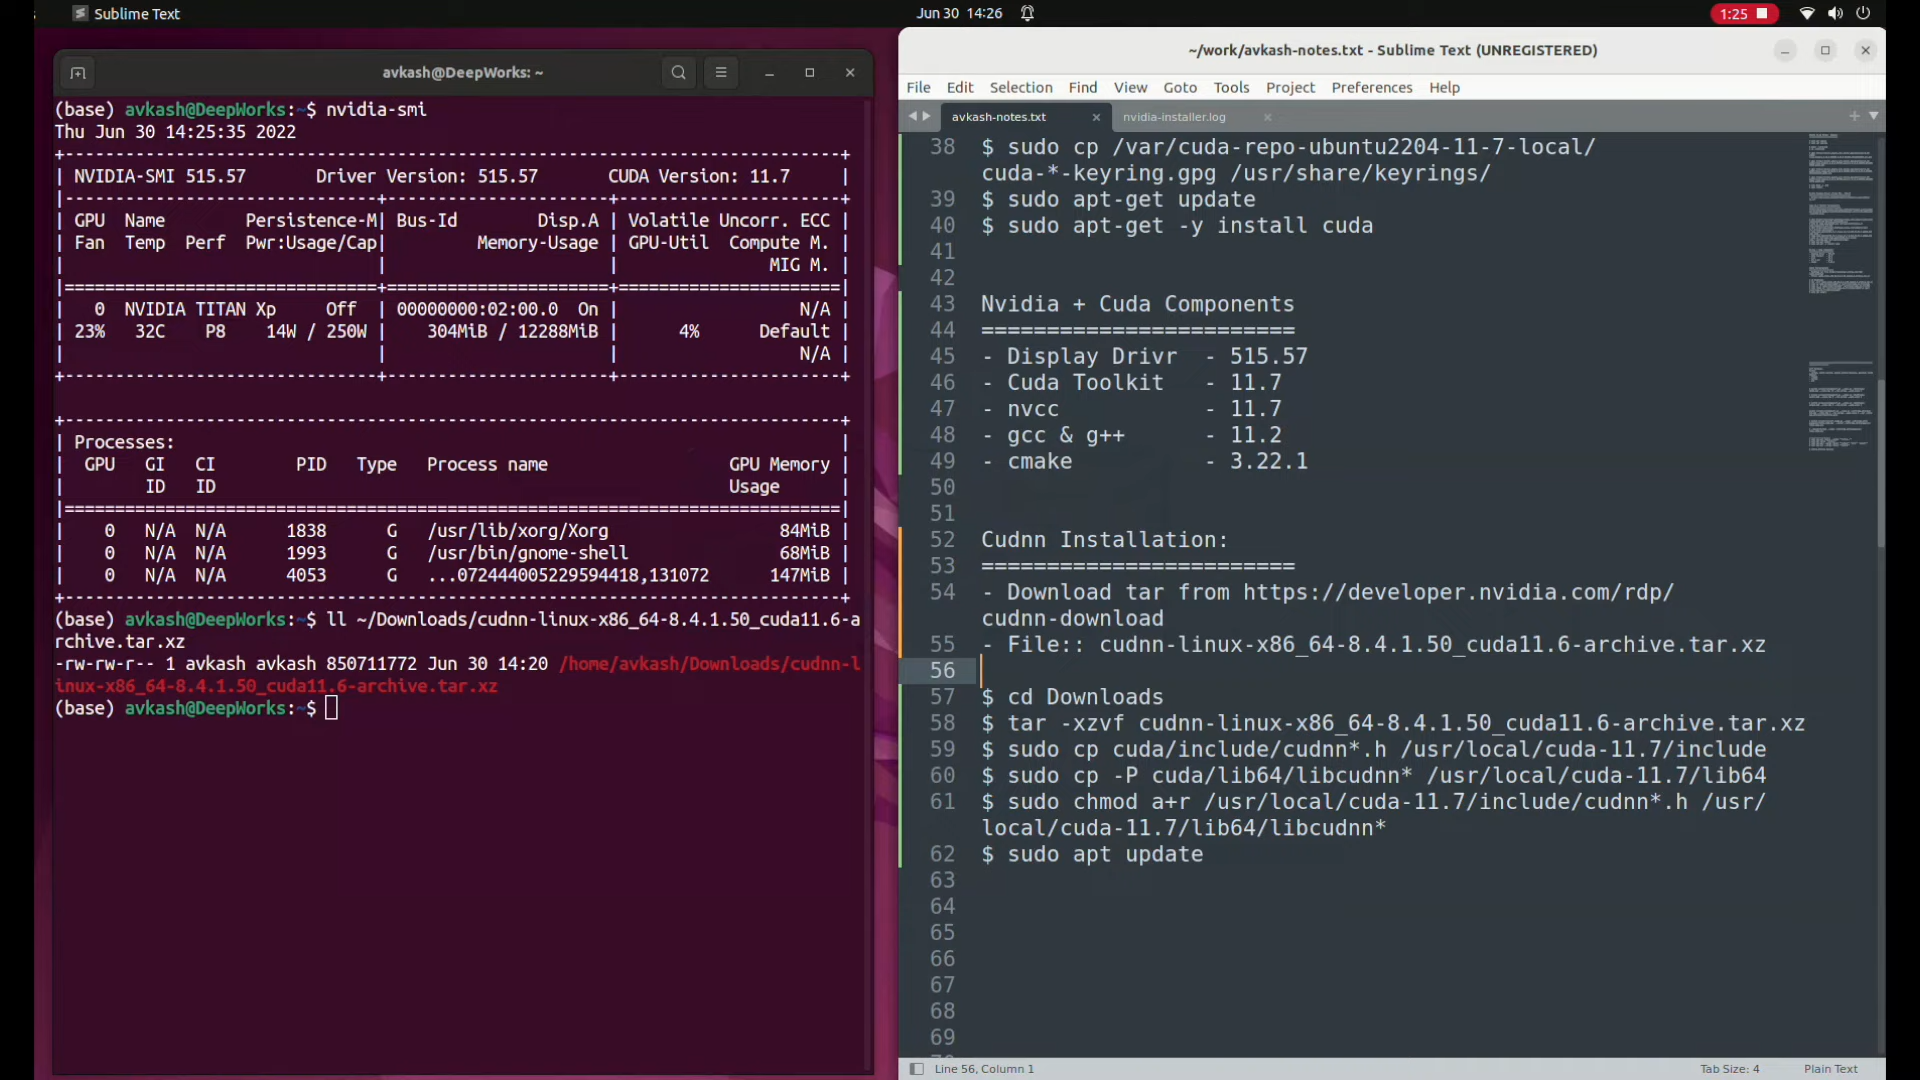 Sublime Text
Jun 30 14:26
1:25
avkash@DeepWorks: ~
(base) avkash@DeepWorks:~$ nvidia-smi
Thu Jun 30 14:25:35 2022
+-----------------------------------------------------------------------------+
| NVIDIA-SMI 515.57       Driver Version: 515.57       CUDA Version: 11.7     |
|-------------------------------+----------------------+----------------------+
| GPU  Name        Persistence-M| Bus-Id        Disp.A | Volatile Uncorr. ECC |
| Fan  Temp  Perf  Pwr:Usage/Cap|         Memory-Usage | GPU-Util  Compute M. |
|                               |                      |               MIG M. |
|===============================+======================+======================|
|   0  NVIDIA TITAN Xp     Off  | 00000000:02:00.0  On |                  N/A |
| 23%   32C    P8    14W / 250W |    304MiB / 12288MiB |      4%      Default |
|                               |                      |                  N/A |
+-------------------------------+----------------------+----------------------+
+-----------------------------------------------------------------------------+
| Processes:                                                                  |
|  GPU   GI   CI        PID   Type   Process name                  GPU Memory |
|        ID   ID                                                   Usage      |
|=============================================================================|
|    0   N/A  N/A      1838      G   /usr/lib/xorg/Xorg                 84MiB |
|    0   N/A  N/A      1993      G   /usr/bin/gnome-shell               68MiB |
|    0   N/A  N/A      4053      G   ...072444005229594418,131072      147MiB |
+-----------------------------------------------------------------------------+
(base) avkash@DeepWorks:~$ ll ~/Downloads/cudnn-linux-x86_64-8.4.1.50_cuda11.6-a
rchive.tar.xz
-rw-rw-r-- 1 avkash avkash 850711772 Jun 30 14:20 /home/avkash/Downloads/cudnn-l
inux-x86_64-8.4.1.50_cuda11.6-archive.tar.xz
(base) avkash@DeepWorks:~$
~/work/avkash-notes.txt - Sublime Text (UNREGISTERED)
File Edit Selection Find View Goto Tools Project Preferences Help
avkash-notes.txt nvidia-installer.log
38 $ sudo cp /var/cuda-repo-ubuntu2204-11-7-local/
cuda-*-keyring.gpg /usr/share/keyrings/
39 $ sudo apt-get update
40 $ sudo apt-get -y install cuda
41
42
43 Nvidia + Cuda Components
44 ========================
45 - Display Drivr  - 515.57
46 - Cuda Toolkit   - 11.7
47 - nvcc           - 11.7
48 - gcc & g++      - 11.2
49 - cmake          - 3.22.1
50
51
52 Cudnn Installation:
53 ========================
54 - Download tar from https://developer.nvidia.com/rdp/
cudnn-download
55 - File:: cudnn-linux-x86_64-8.4.1.50_cuda11.6-archive.tar.xz
56
57 $ cd Downloads
58 $ tar -xzvf cudnn-linux-x86_64-8.4.1.50_cuda11.6-archive.tar.xz
59 $ sudo cp cuda/include/cudnn*.h /usr/local/cuda-11.7/include
60 $ sudo cp -P cuda/lib64/libcudnn* /usr/local/cuda-11.7/lib64
61 $ sudo chmod a+r /usr/local/cuda-11.7/include/cudnn*.h /usr/
local/cuda-11.7/lib64/libcudnn*
62 $ sudo apt update
63
64
65
66
67
68
69
Line 56, Column 1
Tab Size: 4
Plain Text